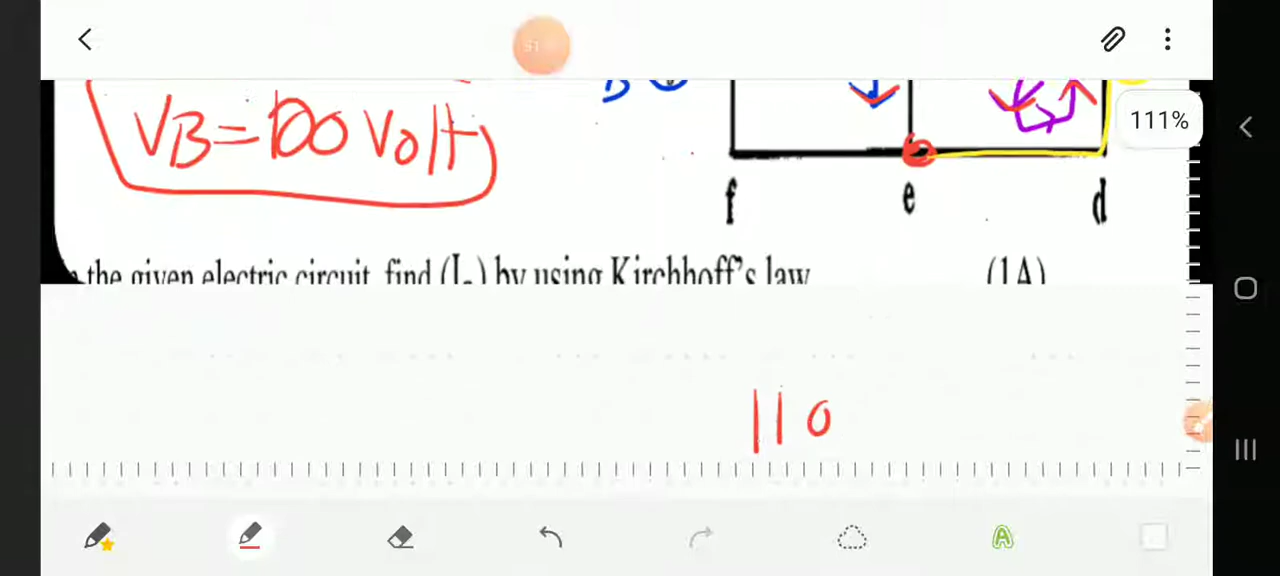 111%
VB=100 Volt
f e d
the given electric circuit, find (I ) by using Kirchhoff's law (1A)
110
A